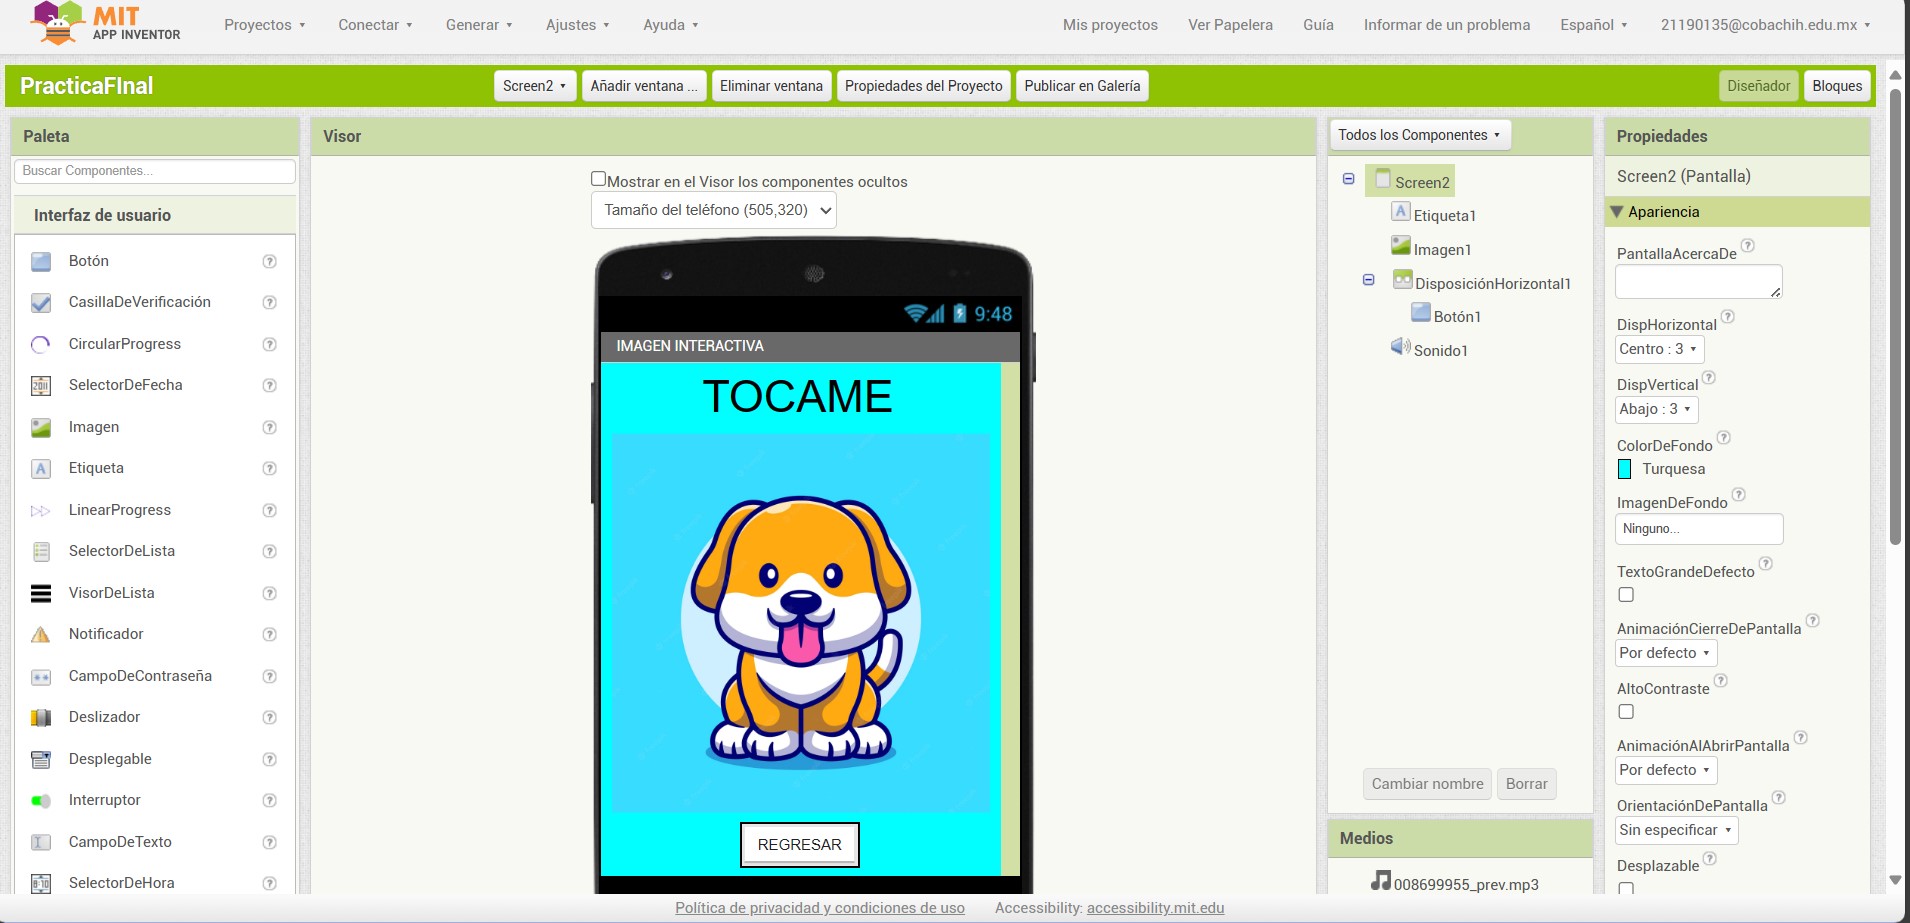 MIT
APP INVENTOR
Proyectos
Conectar
Generar
Ajustes
Ayuda
Mis proyectos
Ver Papelera
Guía
Informar de un problema
Español
21190135@cobachih.edu.mx
PracticaFInal
Screen2
Añadir ventana ...
Eliminar ventana
Propiedades del Proyecto
Publicar en Galería
Diseñador
Bloques
Paleta
Buscar Componentes...
Interfaz de usuario
Botón
CasillaDeVerificación
CircularProgress
SelectorDeFecha
Imagen
Etiqueta
LinearProgress
SelectorDeLista
VisorDeLista
Notificador
CampoDeContraseña
Deslizador
Desplegable
Interruptor
CampoDeTexto
SelectorDeHora
Visor
Mostrar en el Visor los componentes ocultos
Tamaño del teléfono (505,320)
9:48
IMAGEN INTERACTIVA
TOCAME
REGRESAR
Todos los Componentes
Screen2
Etiqueta1
Imagen1
DisposiciónHorizontal1
Botón1
Sonido1
Cambiar nombre
Borrar
Medios
008699955_prev.mp3
Propiedades
Screen2 (Pantalla)
Apariencia
PantallaAcercaDe
DispHorizontal
Centro : 3
DispVertical
Abajo : 3
ColorDeFondo
Turquesa
ImagenDeFondo
Ninguno...
TextoGrandeDefecto
AnimaciónCierreDePantalla
Por defecto
AltoContraste
AnimaciónAlAbrirPantalla
Por defecto
OrientaciónDePantalla
Sin especificar
Desplazable
Política de privacidad y condiciones de uso
Accessibility: accessibility.mit.edu